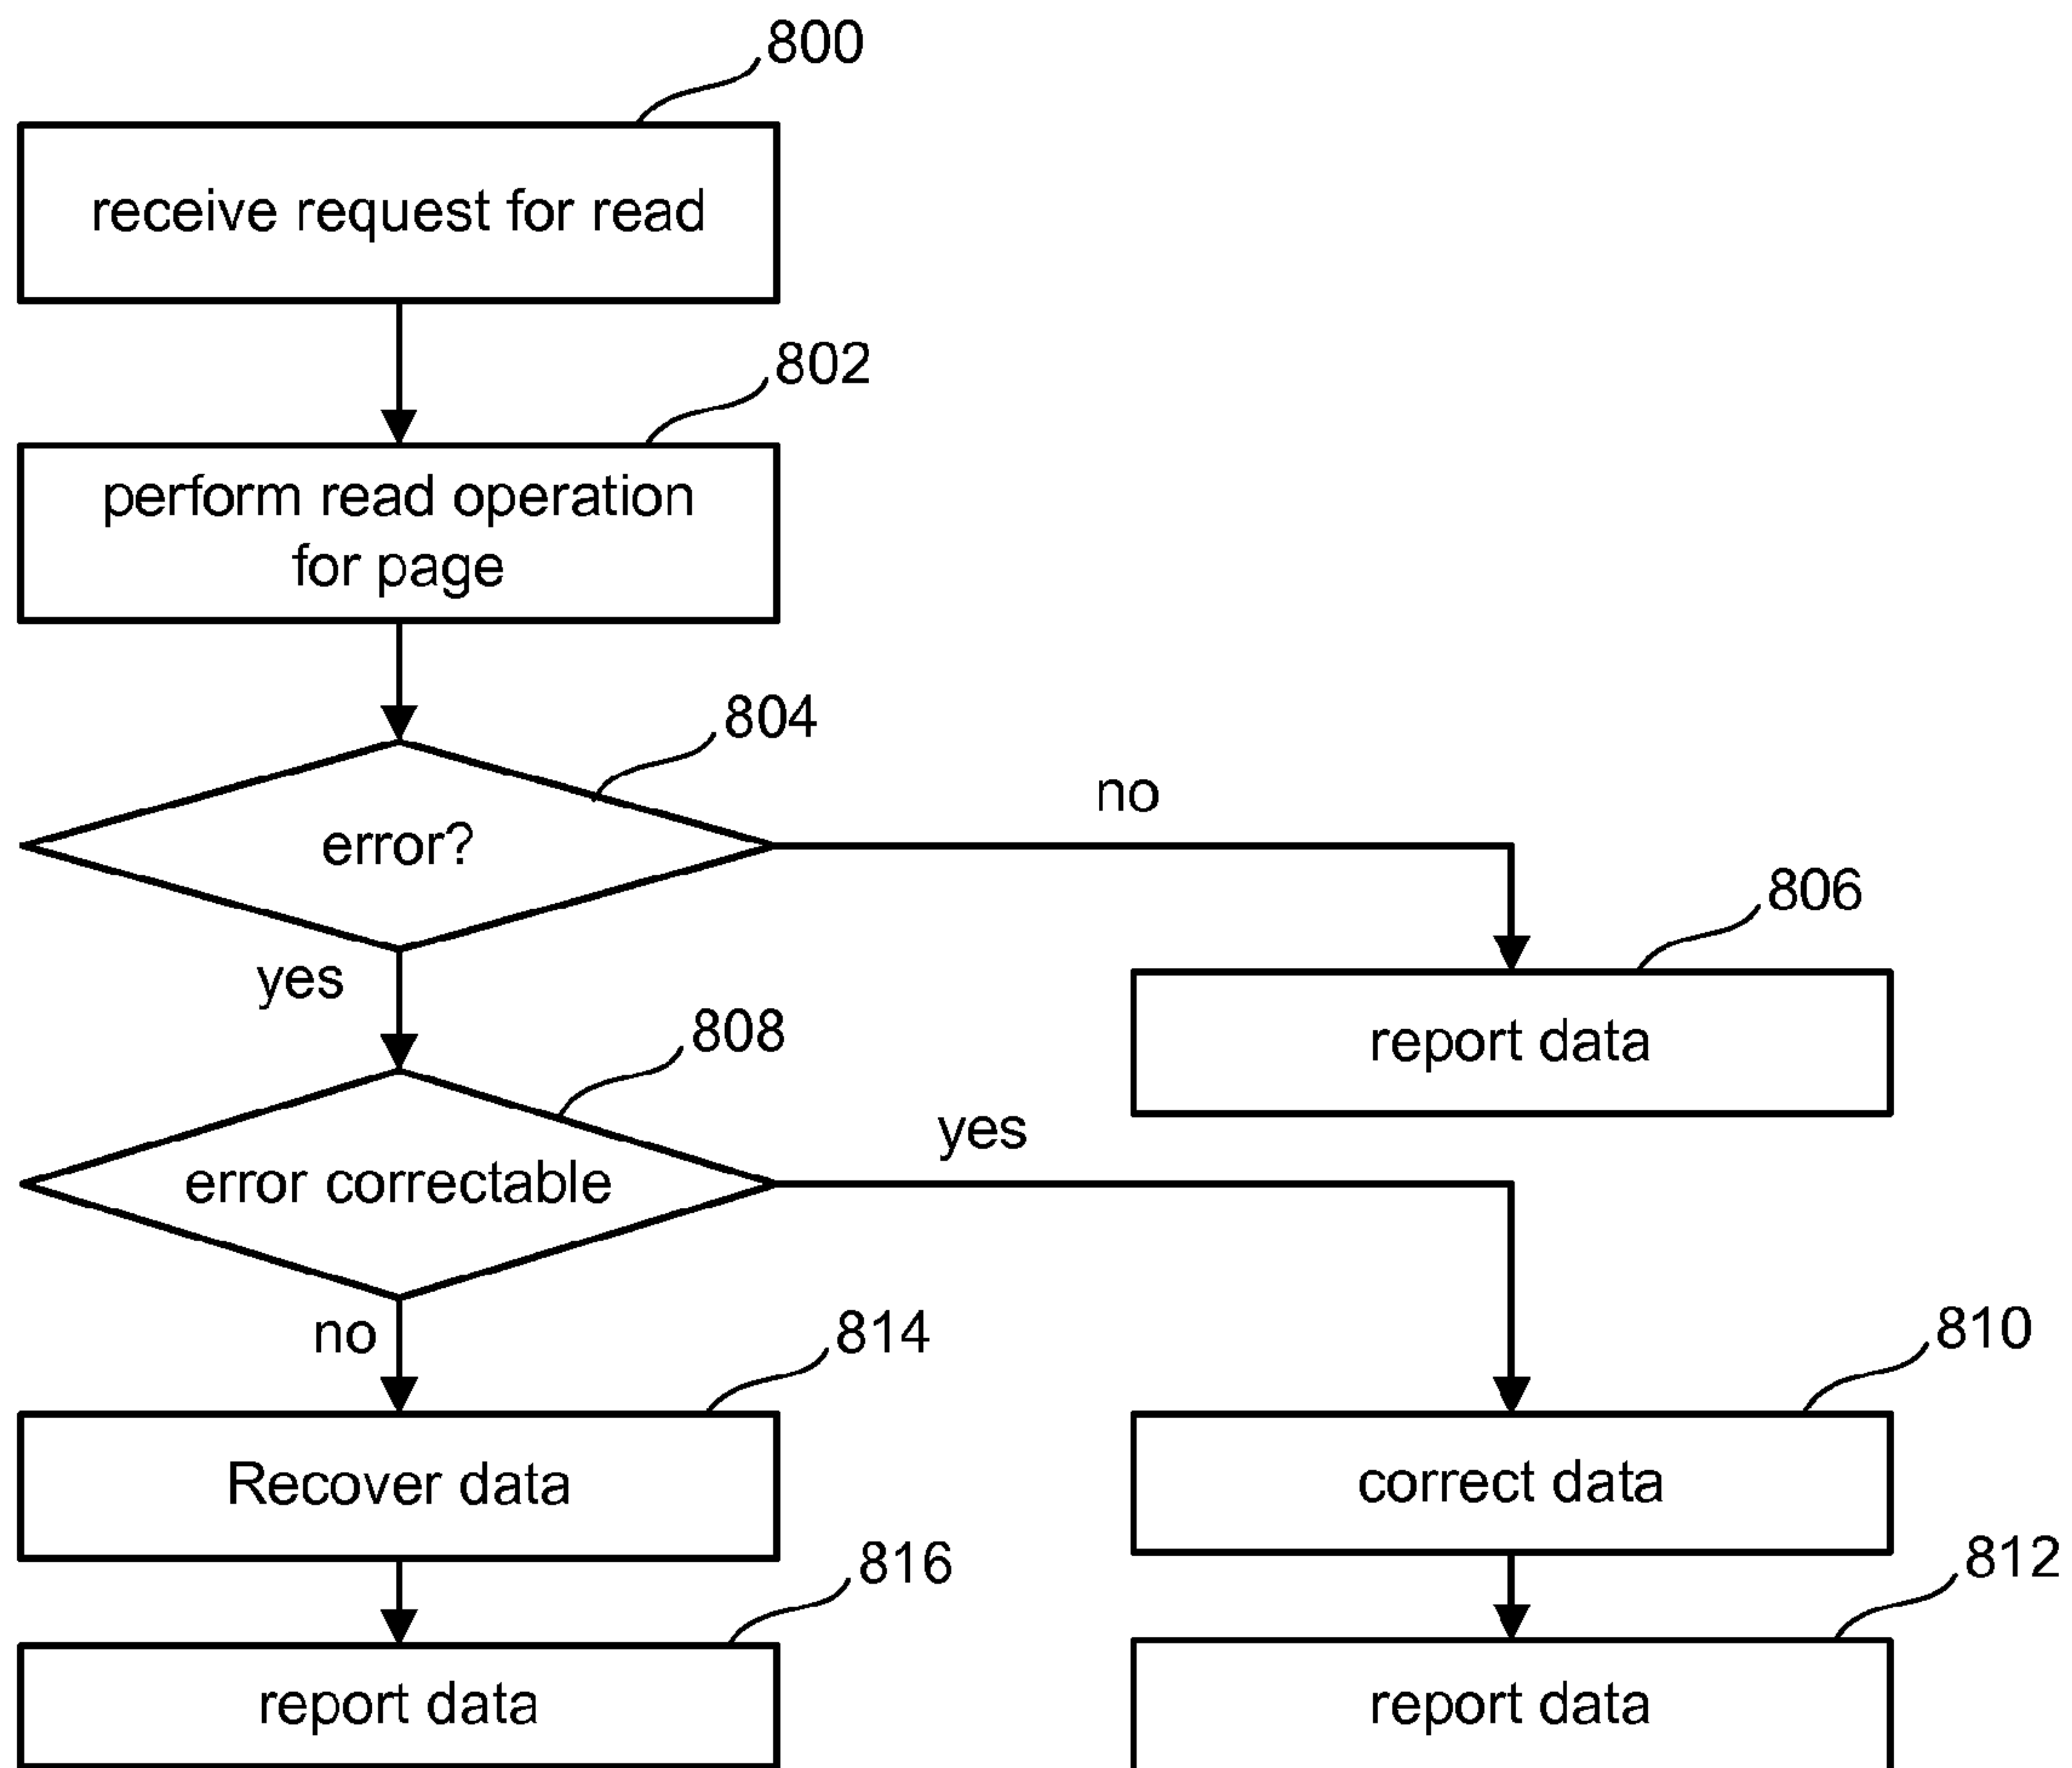 800
receive request for read
802
perform read operation
for page
804
error?
no
806
report data
yes
808
error correctable
yes
no
814
Recover data
810
correct data
816
report data
812
report data